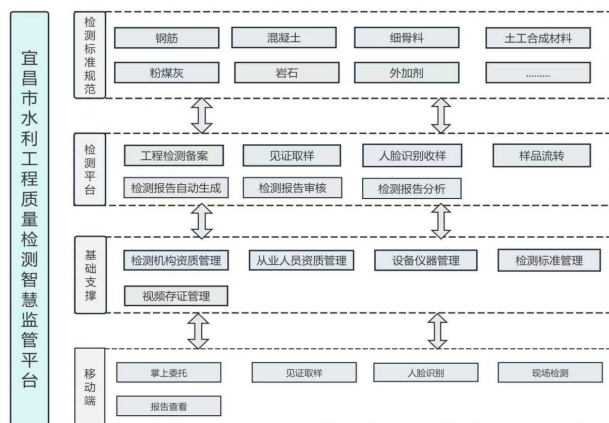 宜昌市水利工程质量检测智慧监管平台
检测标准规范
钢筋
混凝土
细骨料
土工合成材料
粉煤灰
岩石
外加剂
.........
检测平台
工程检测备案
见证取样
人脸识别收样
样品流转
检测报告自动生成
检测报告审核
检测报告分析
基础支撑
检测机构资质管理
从业人员资质管理
设备仪器管理
检测标准管理
视频存证管理
移动端
掌上委托
见证取样
人脸识别
现场检测
报告查看